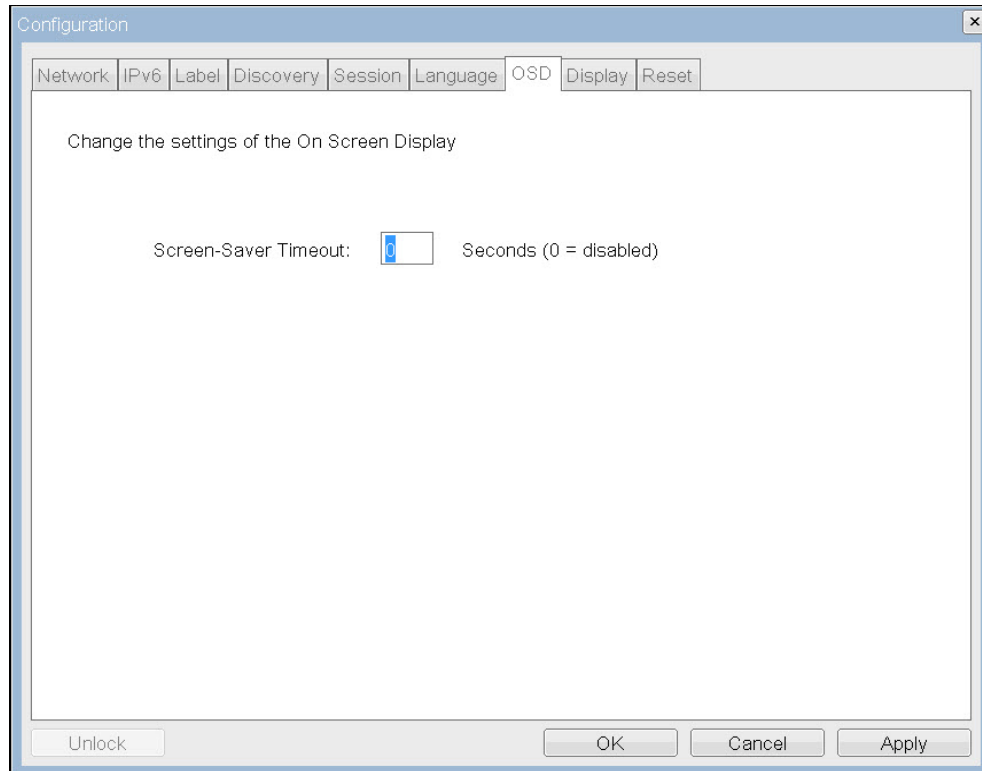 Configuration
Network IPv6 Label Discovery Session Language OSD Display Reset
Change the settings of the On Screen Display
Screen-Saver Timeout: 0 Seconds (0 = disabled)
Unlock OK Cancel Apply